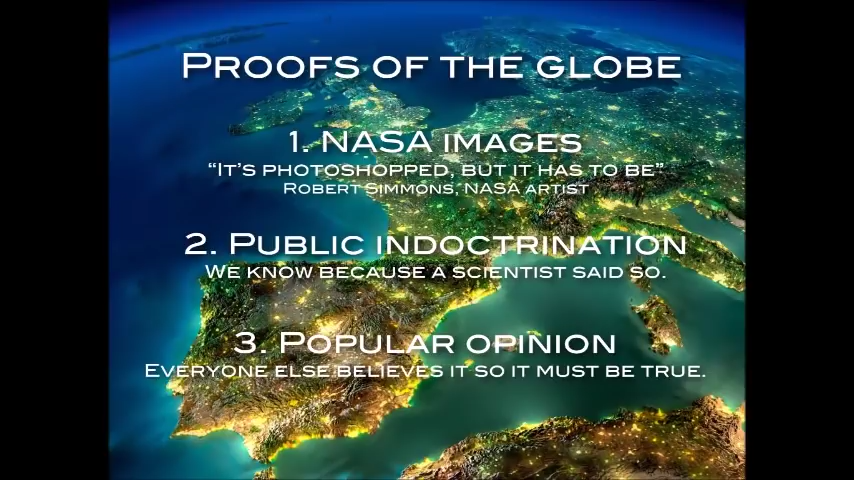 PROOFS OF THE GLOBE
1. NASA IMAGES
“IT’S PHOTOSHOPPED, BUT IT HAS TO BE”
ROBERT SIMMONS, NASA ARTIST
2. PUBLIC INDOCTRINATION
WE KNOW BECAUSE A SCIENTIST SAID SO.
3. POPULAR OPINION
EVERYONE ELSE BELIEVES IT SO IT MUST BE TRUE.